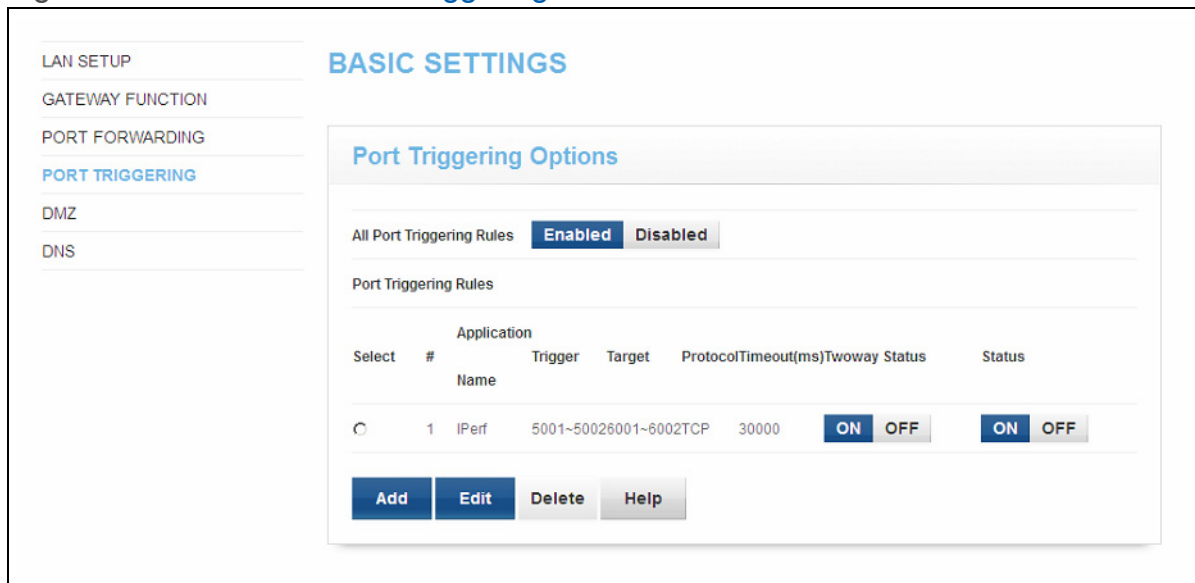 LAN SETUP
GATEWAY FUNCTION
PORT FORWARDING
PORT TRIGGERING
DMZ
DNS
BASIC SETTINGS
Port Triggering Options
All Port Triggering Rules Enabled Disabled
Port Triggering Rules
Select # Application Name Trigger Target ProtocolTimeout(ms)Twoway Status Status
1 IPerf 5001~50026001~6002TCP 30000 ON OFF ON OFF
Add Edit Delete Help